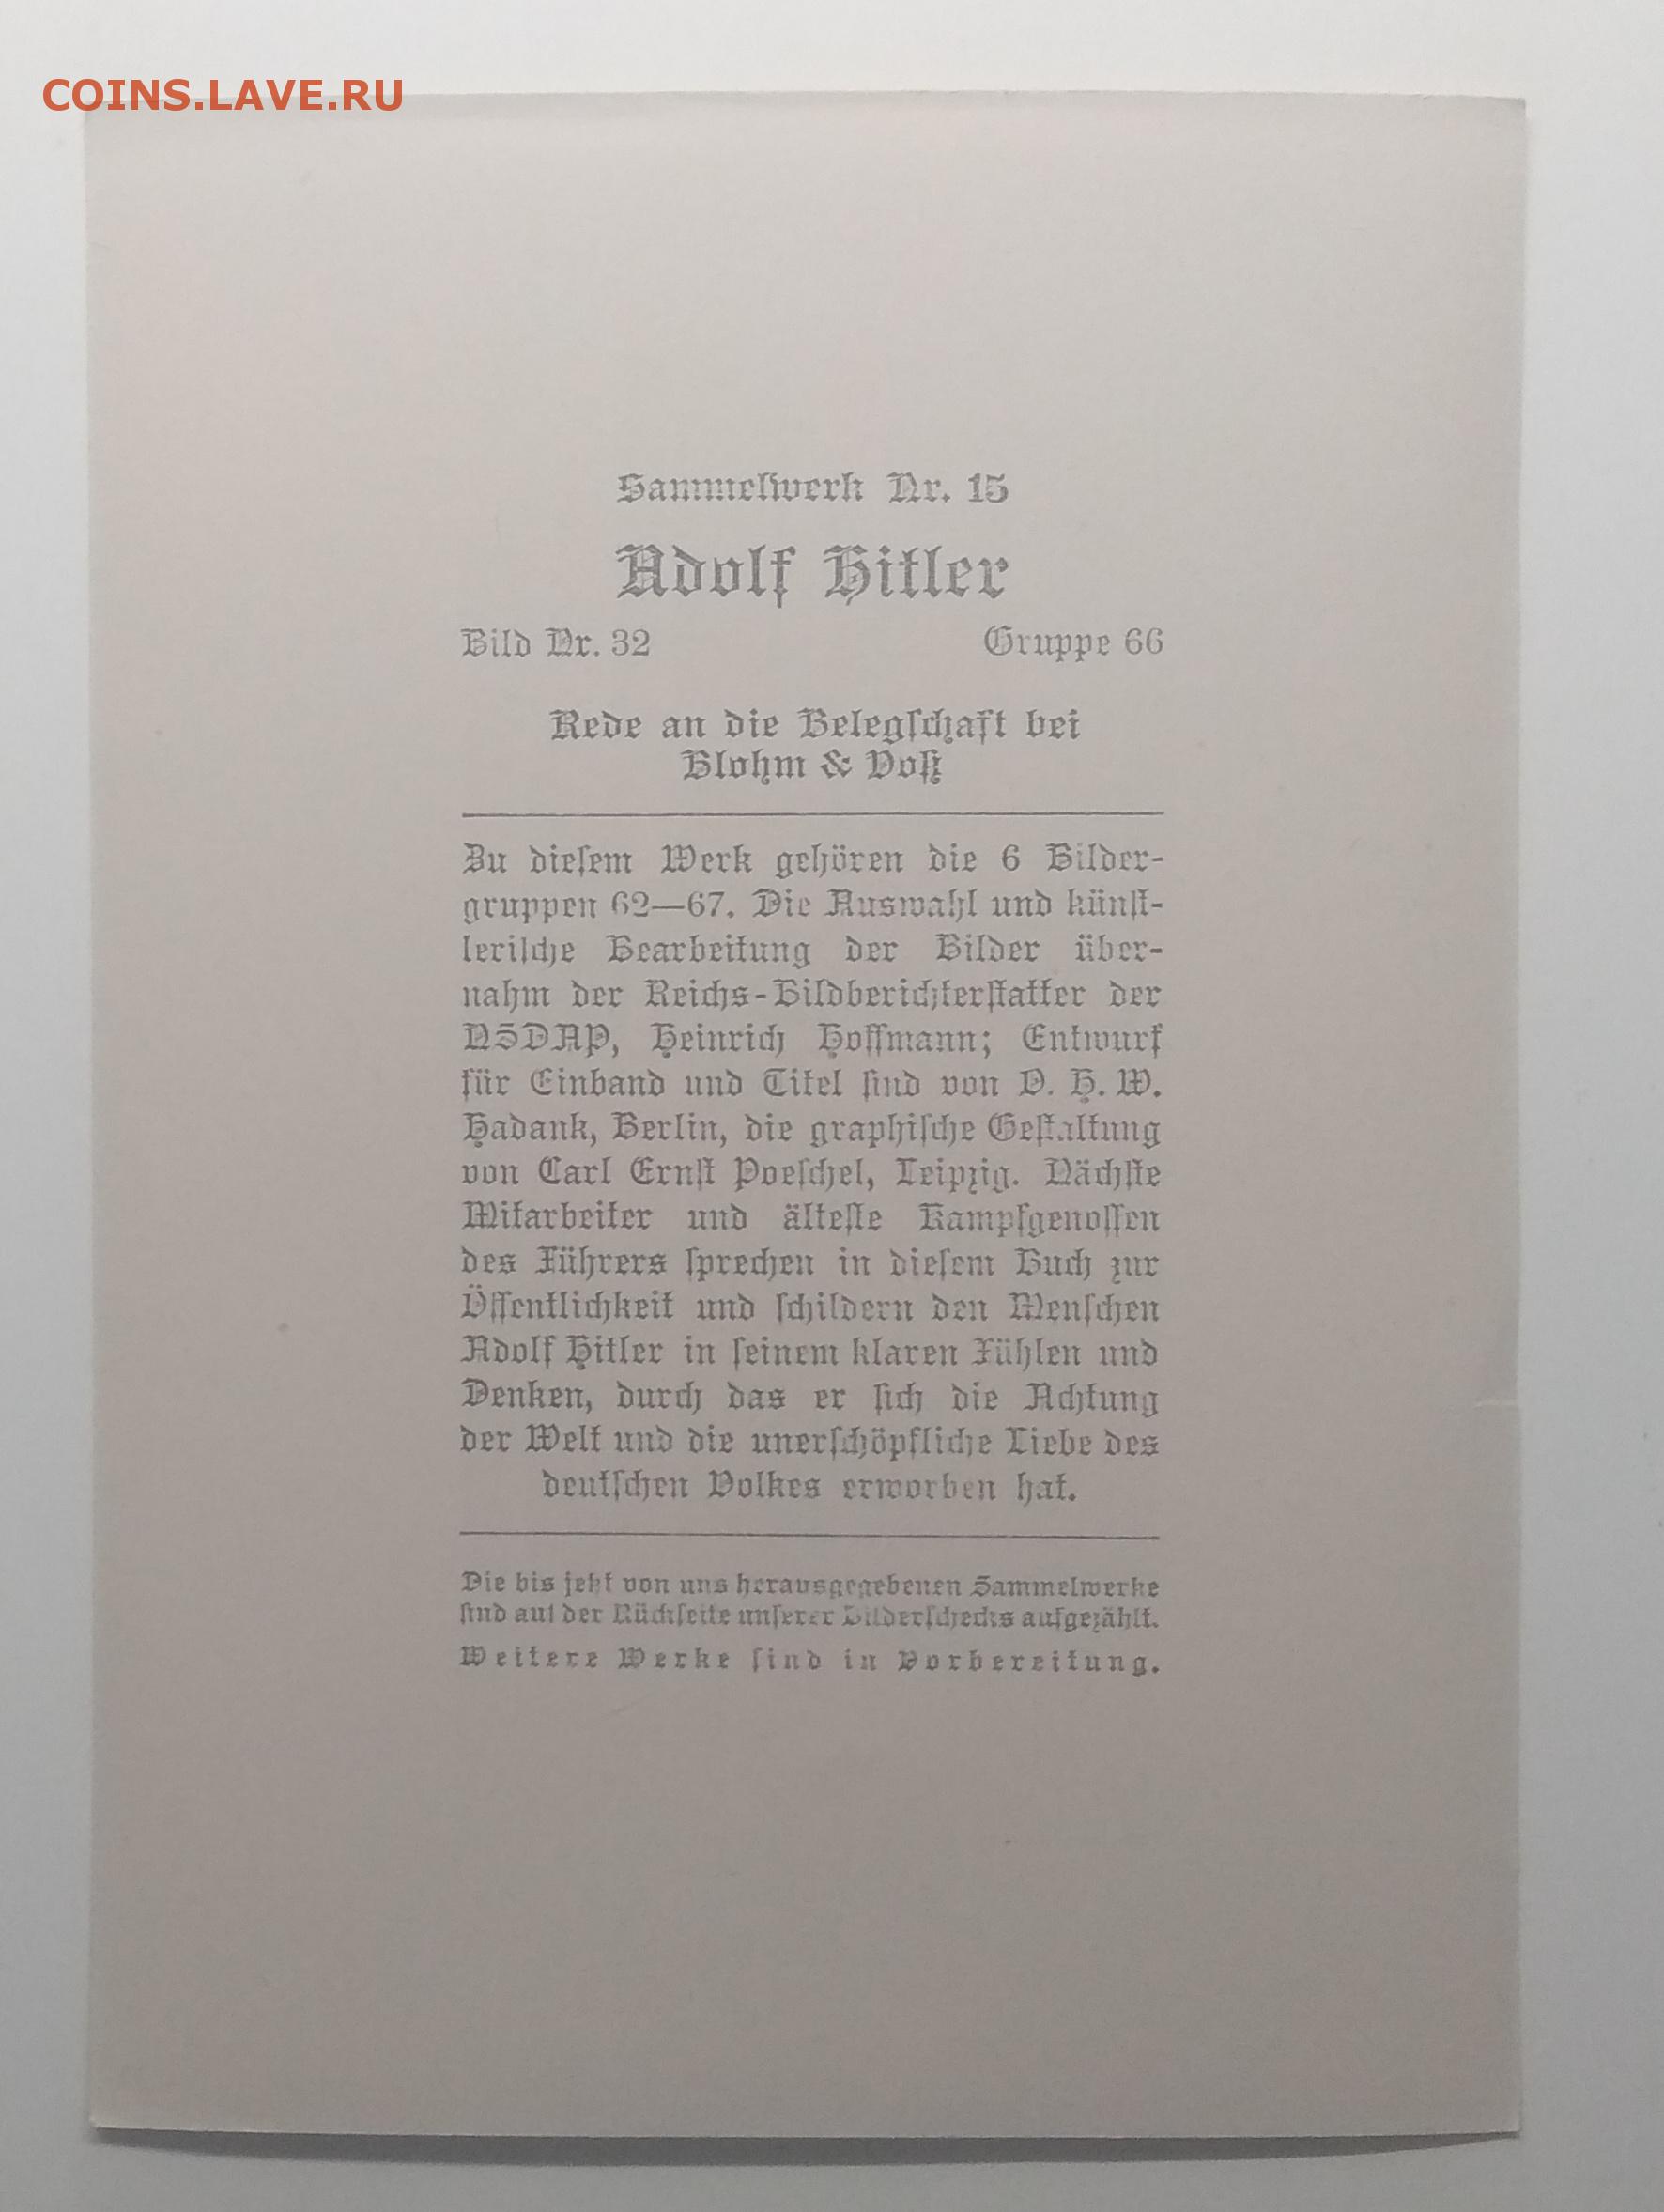 COINS.LAVE.RU
Sammelwerk Nr. 15
Adolf Hitler
Bild Nr. 32 Gruppe 66
Rede an die Belegſchaft bei
Blohm & Voß
Zu dieſem Werk gehören die 6 Bilder-
gruppen 62—67. Die Auswahl und künſt-
leriſche Bearbeitung der Bilder über-
nahm der Reichs-Bildberichterſtatter der
NSDAP, Heinrich Hoffmann; Entwurf
für Einband und Titel ſind von O. H. W.
Hadank, Berlin, die graphiſche Geſtaltung
von Carl Ernſt Poeſchel, Leipzig. Nächſte
Mitarbeiter und älteſte Kampfgenoſſen
des Führers ſprechen in dieſem Buch zur
Öffentlichkeit und ſchildern den Menſchen
Adolf Hitler in ſeinem klaren Fühlen und
Denken, durch das er ſich die Achtung
der Welt und die unerſchöpfliche Liebe des
deutſchen Volkes erworben hat.
Die bis jetzt von uns herausgegebenen Sammelwerke
ſind auf der Rückſeite unſerer Bilderſchecks aufgezählt.
Weitere Werke ſind in Vorbereitung.